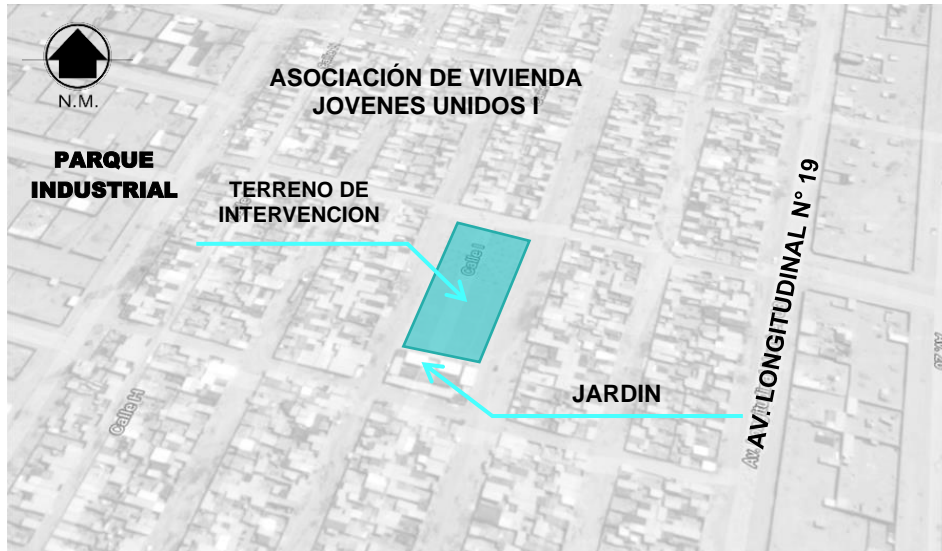 ASOCIACIÓN DE VIVIENDA
JOVENES UNIDOS I
N.M.
PARQUE
INDUSTRIAL
TERRENO DE
INTERVENCION
AV. LONGITUDINAL N° 19
Calle I
JARDIN
Calle H